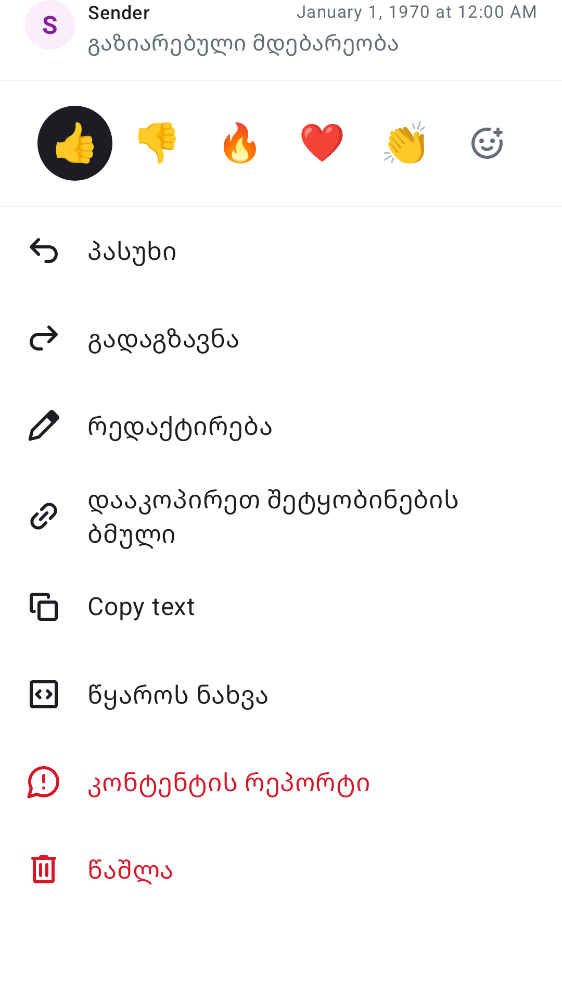 S
Sender
January 1, 1970 at 12:00 AM
გაზიარებული მდებარეობა
პასუხი
გადაგზავნა
რედაქტირება
დააკოპირეთ შეტყობინების
ბმული
Copy text
წყაროს ნახვა
კონტენტის რეპორტი
წაშლა